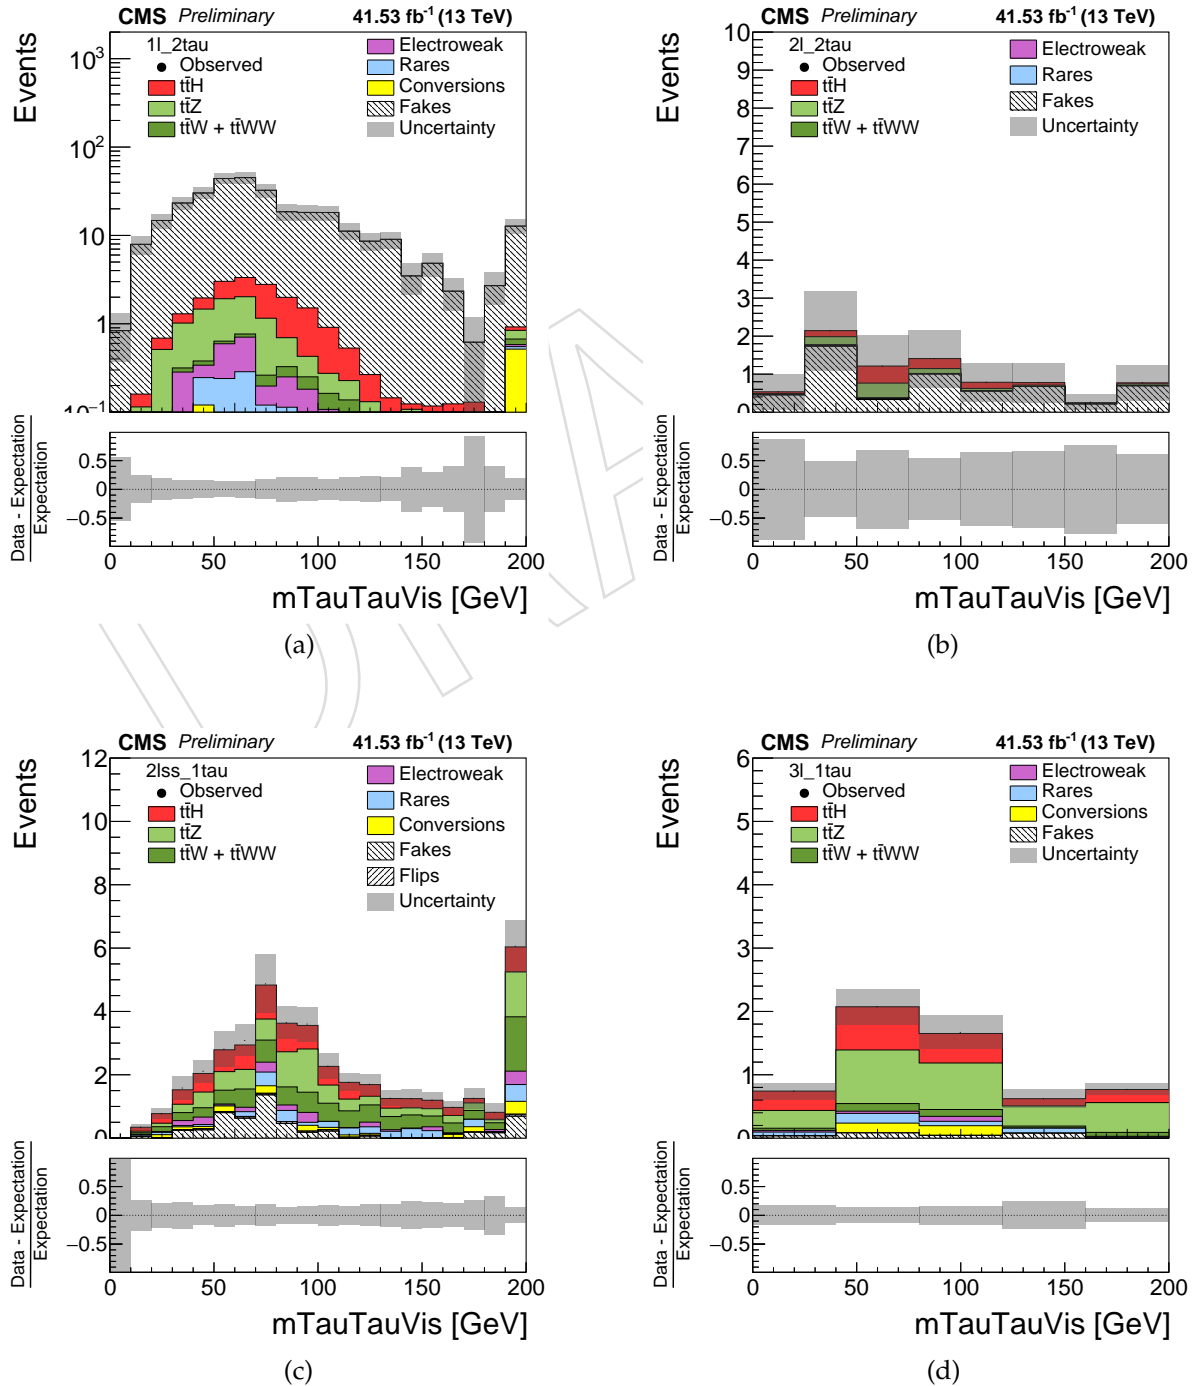 CMS Preliminary 41.53 fb⁻¹ (13 TeV)
Events
1l_2tau
Observed
tt̄H
tt̄Z
tt̄W + tt̄WW
Electroweak
Rares
Conversions
Fakes
Uncertainty
10³
10²
10
1
10⁻¹
Data - Expectation
Expectation
0.5
0
−0.5
0 50 100 150 200
mTauTauVis [GeV]
(a)
CMS Preliminary 41.53 fb⁻¹ (13 TeV)
Events
2l_2tau
Observed
tt̄H
tt̄Z
tt̄W + tt̄WW
Electroweak
Rares
Fakes
Uncertainty
10
9
8
7
6
5
4
3
2
1
0
Data - Expectation
Expectation
0.5
0
−0.5
0 50 100 150 200
mTauTauVis [GeV]
(b)
CMS Preliminary 41.53 fb⁻¹ (13 TeV)
Events
2lss_1tau
Observed
tt̄H
tt̄Z
tt̄W + tt̄WW
Electroweak
Rares
Conversions
Fakes
Flips
Uncertainty
12
10
8
6
4
2
0
Data - Expectation
Expectation
0.5
0
−0.5
0 50 100 150 200
mTauTauVis [GeV]
(c)
CMS Preliminary 41.53 fb⁻¹ (13 TeV)
Events
3l_1tau
Observed
tt̄H
tt̄Z
tt̄W + tt̄WW
Electroweak
Rares
Conversions
Fakes
Uncertainty
6
5
4
3
2
1
0
Data - Expectation
Expectation
0.5
0
−0.5
0 50 100 150 200
mTauTauVis [GeV]
(d)